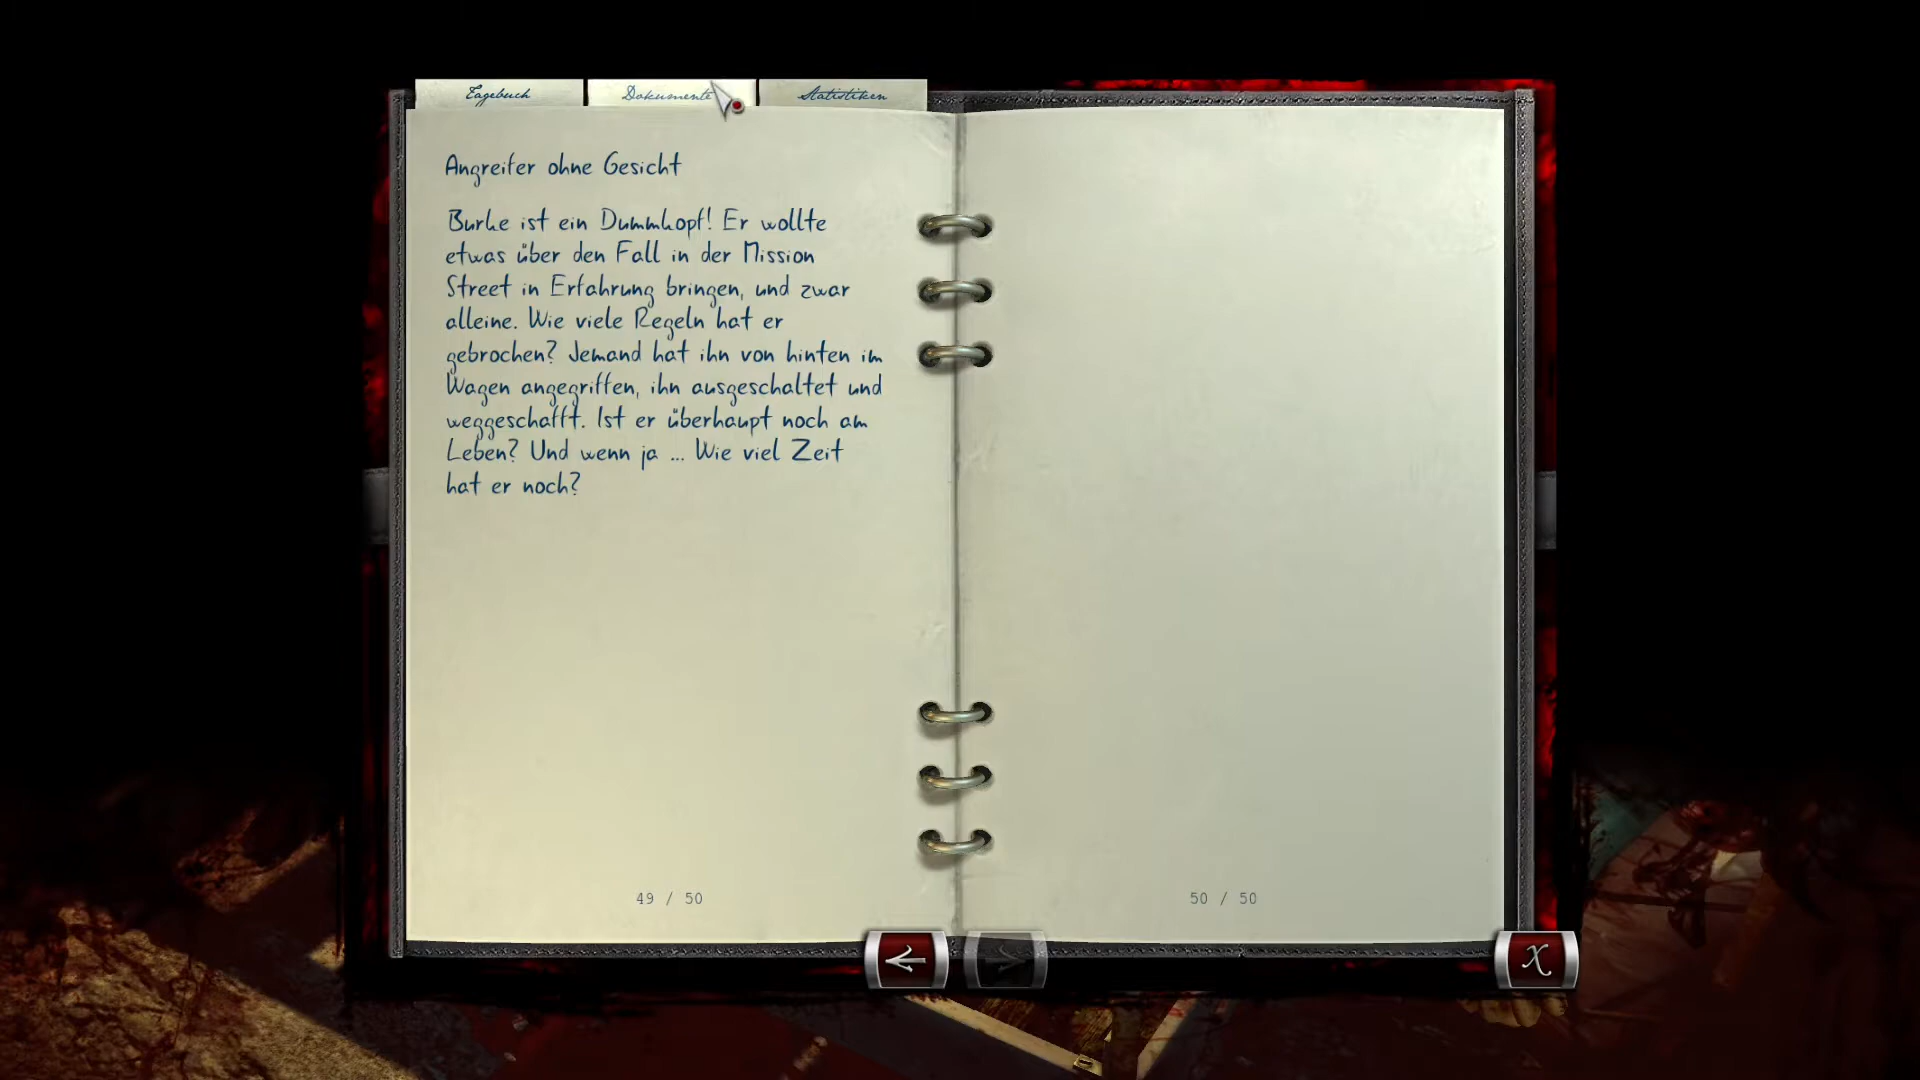 Tagebuch
Dokumente
Statistiken
Angreifer ohne Gesicht
Burke ist ein Dummkopf! Er wollte
etwas über den Fall in der Mission
Street in Erfahrung bringen, und zwar
alleine. Wie viele Regeln hat er
gebrochen? Jemand hat ihn von hinten im
Wagen angegriffen, ihn ausgeschaltet und
weggeschafft. Ist er überhaupt noch am
Leben? Und wenn ja ... Wie viel Zeit
hat er noch?
49 / 50
50 / 50
X